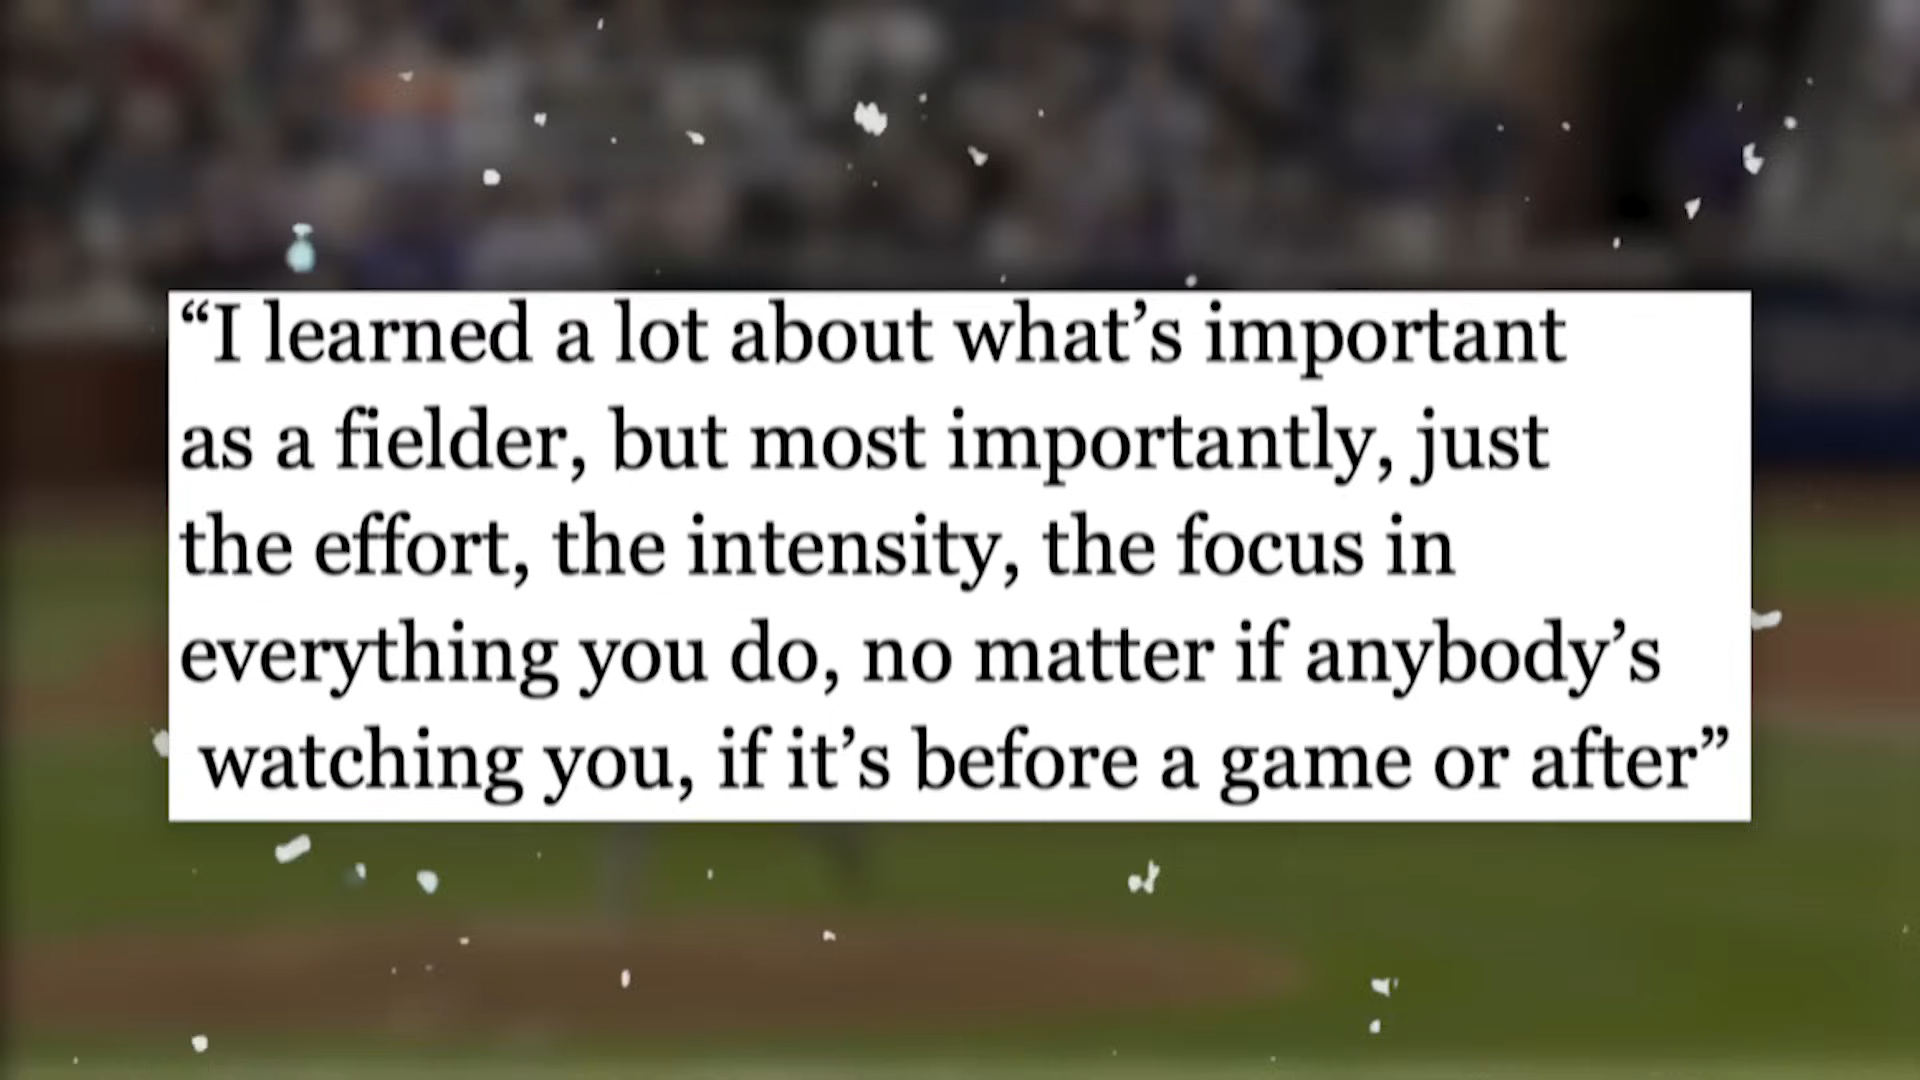 “I learned a lot about what’s important
as a fielder, but most importantly, just
the effort, the intensity, the focus in
everything you do, no matter if anybody’s
watching you, if it’s before a game or after”